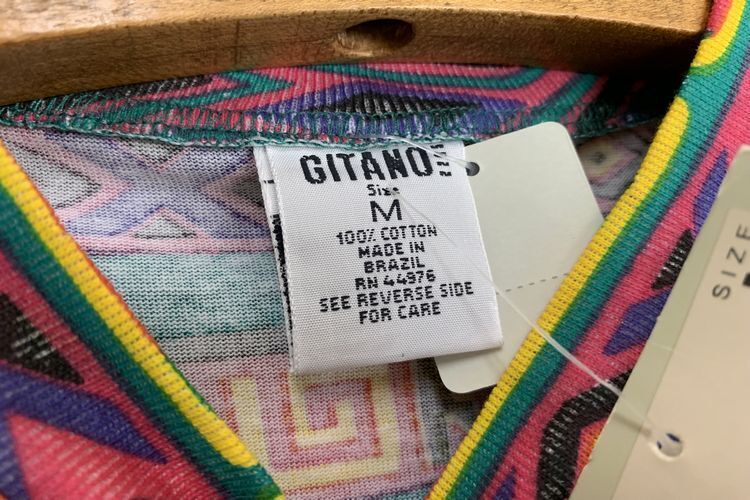 GITANO
Size
M
100% COTTON
MADE IN
BRAZIL
RN 44976
SEE REVERSE SIDE
FOR CARE
SIZE